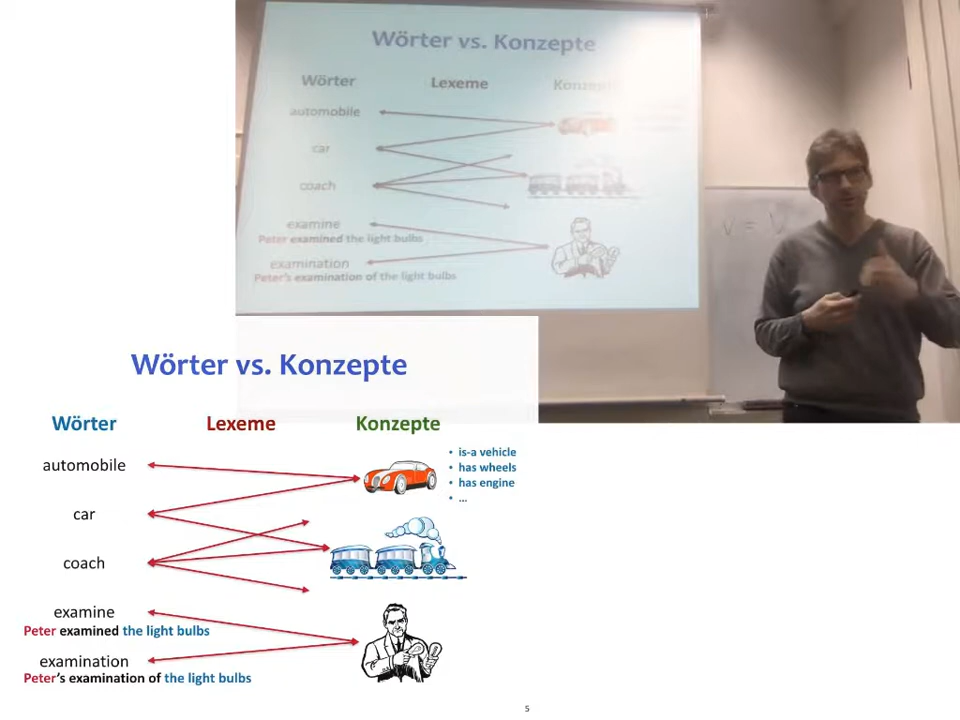 Wörter vs. Konzepte
Wörter Lexeme
automobile
car
coach
examine
Peter examined the light bulbs
examination
Peter's examination of the light bulbs
V = V
Wörter vs. Konzepte
Wörter Lexeme Konzepte
automobile
• is-a vehicle
• has wheels
• has engine
• ...
car
coach
examine
Peter examined the light bulbs
examination
Peter's examination of the light bulbs
5